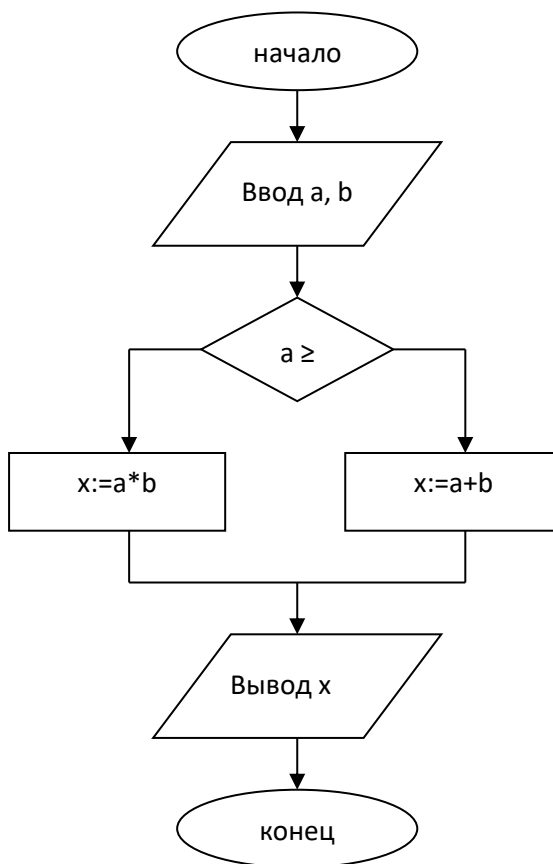 начало
Ввод a, b
a ≥
x:=a*b
x:=a+b
Вывод x
конец